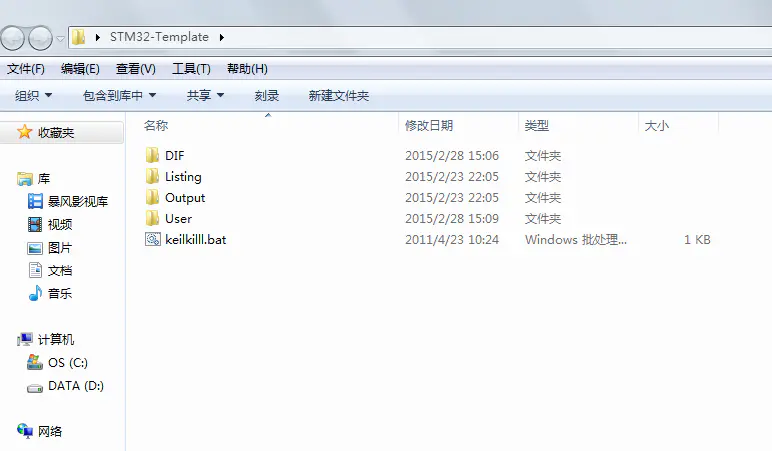 STM32-Template
文件(F) 编辑(E) 查看(V) 工具(T) 帮助(H)
组织 包含到库中 共享 刻录 新建文件夹
收藏夹
库
暴风影视库
视频
图片
文档
音乐
计算机
OS (C:)
DATA (D:)
网络
名称 修改日期 类型 大小
DIF 2015/2/28 15:06 文件夹
Listing 2015/2/23 22:05 文件夹
Output 2015/2/23 22:05 文件夹
User 2015/2/28 15:09 文件夹
keilkilll.bat 2011/4/23 10:24 Windows 批处理... 1 KB